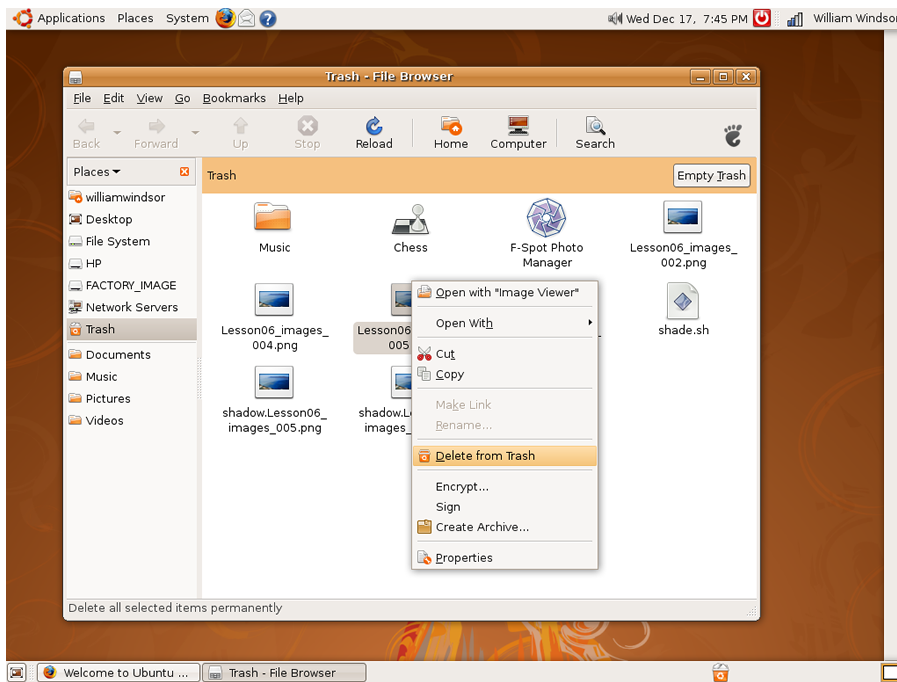 Applications Places System Wed Dec 17, 7:45 PM William Windsor
Trash - File Browser
File Edit View Go Bookmarks Help
Back Forward Up Stop Reload Home Computer Search
Places
Trash Empty Trash
williamwindsor
Desktop
File System
HP
FACTORY_IMAGE
Network Servers
Trash
Documents
Music
Pictures
Videos
Music Chess F-Spot Photo Manager
Lesson06_images_
002.png
Lesson06_images_
004.png
Lesson06
005
shade.sh
shadow.Lesson06_
images_005.png
shadow.L
images_
Open with "Image Viewer"
Open With
Cut
Copy
Make Link
Rename...
Delete from Trash
Encrypt...
Sign
Create Archive...
Properties
Delete all selected items permanently
Welcome to Ubuntu ... Trash - File Browser